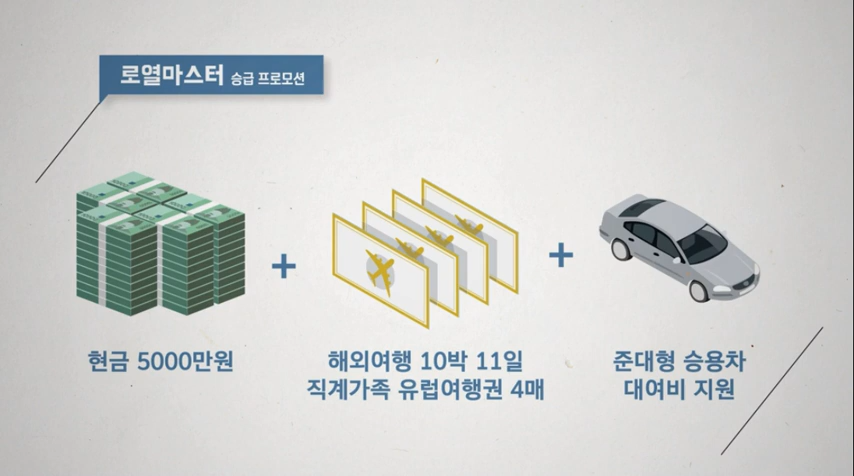 로열마스터 승급 프로모션
현금 5000만원
해외여행 10박 11일
직계가족 유럽여행권 4매
준대형 승용차
대여비 지원